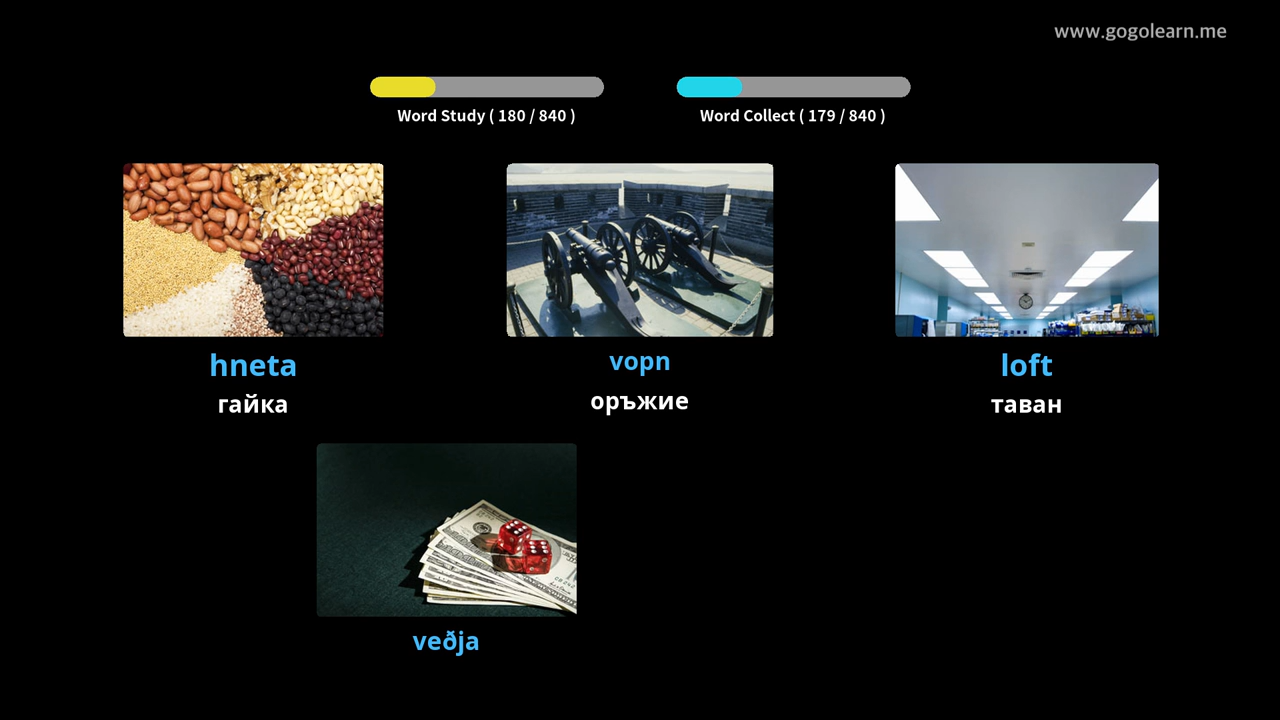 www.gogolearn.me
Word Study ( 180 / 840 )
Word Collect ( 179 / 840 )
hneta
гайка
vopn
оръжие
loft
таван
veðja